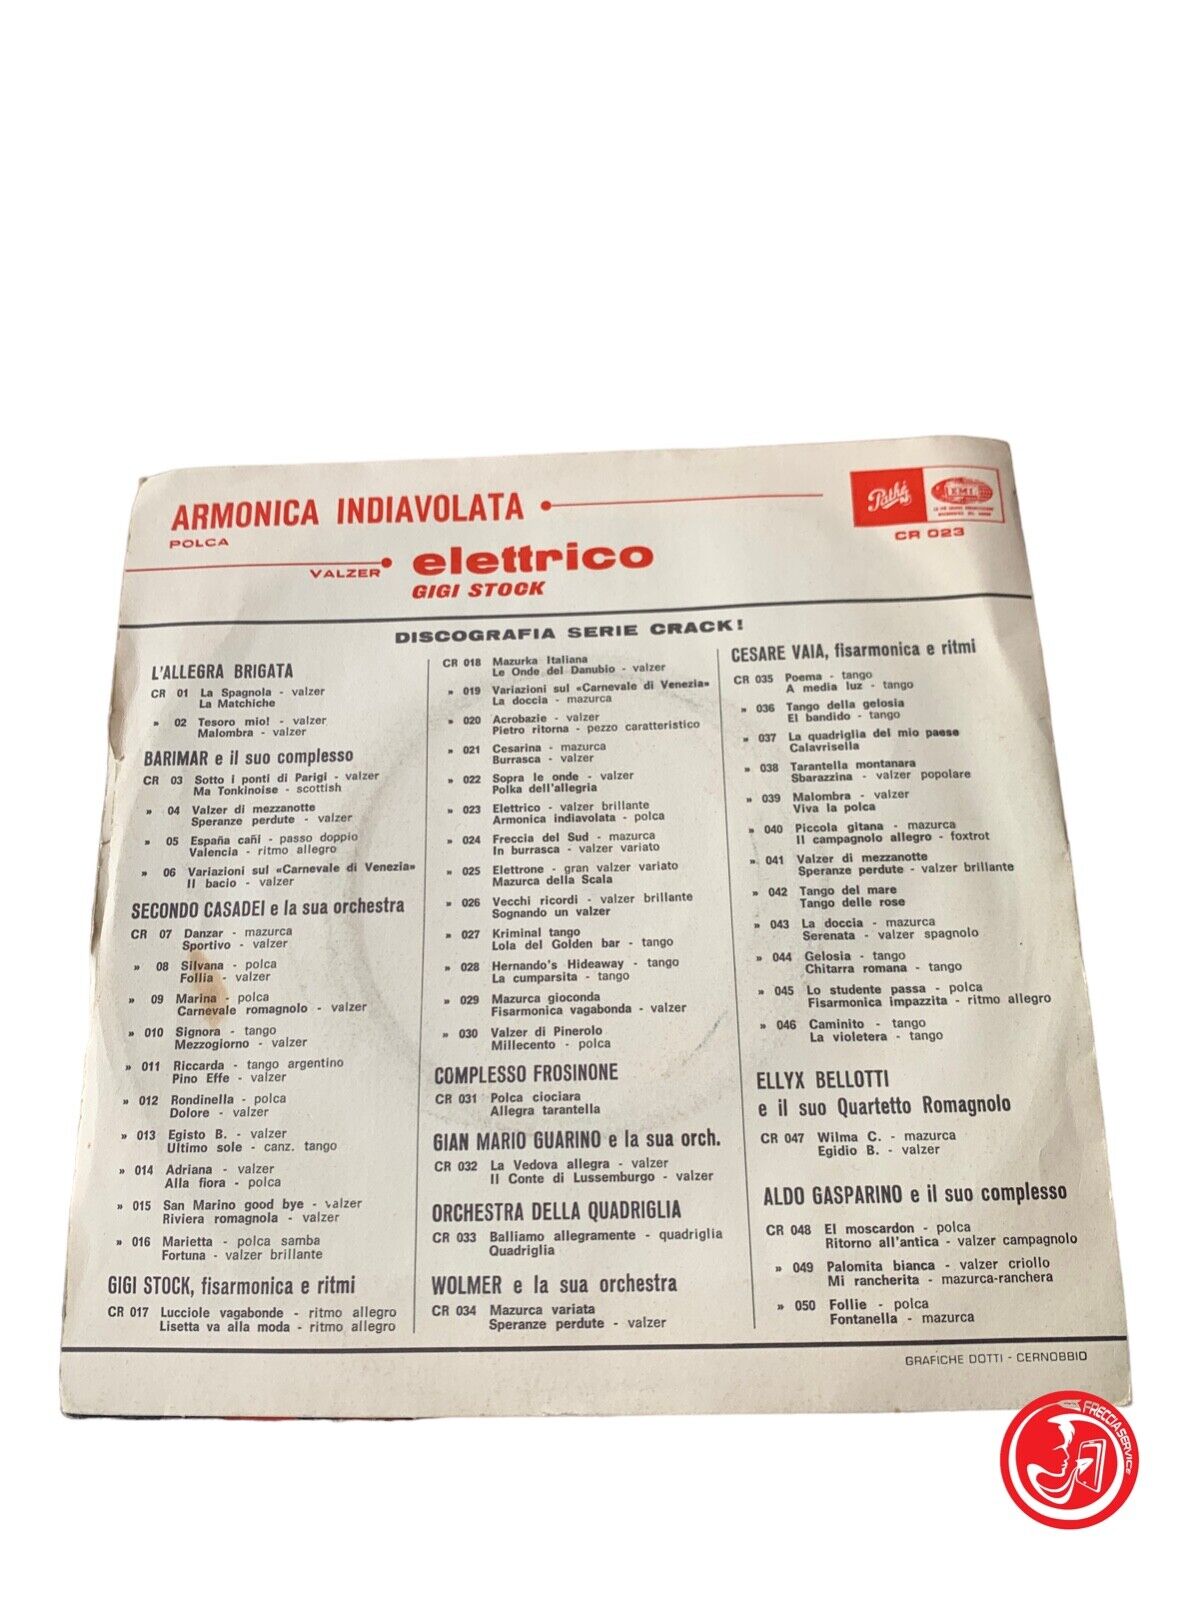 ARMONICA INDIAVOLATA
POLCA
VALZER elettrico
GIGI STOCK
Pathé
EMI
CR 023
DISCOGRAFIA SERIE CRACK!
L'ALLEGRA BRIGATA
CR 01 La Spagnola - valzer
La Matchiche
» 02 Tesoro mio! - valzer
Malombra - valzer
BARIMAR e il suo complesso
CR 03 Sotto i ponti di Parigi - valzer
Ma Tonkinoise - scottish
» 04 Valzer di mezzanotte
Speranze perdute - valzer
» 05 España cañi - passo doppio
Valencia - ritmo allegro
» 06 Variazioni sul «Carnevale di Venezia»
Il bacio - valzer
SECONDO CASADEI e la sua orchestra
CR 07 Danzar - mazurca
Sportivo - valzer
» 08 Silvana - polca
Follia - valzer
» 09 Marina - polca
Carnevale romagnolo - valzer
» 010 Signora - tango
Mezzogiorno - valzer
» 011 Riccarda - tango argentino
Pino Effe - valzer
» 012 Rondinella - polca
Dolore - valzer
» 013 Egisto B. - valzer
Ultimo sole - canz. tango
» 014 Adriana - valzer
Alla fiora - polca
» 015 San Marino good bye - valzer
Riviera romagnola - valzer
» 016 Marietta - polca samba
Fortuna - valzer brillante
GIGI STOCK, fisarmonica e ritmi
CR 017 Lucciole vagabonde - ritmo allegro
Lisetta va alla moda - ritmo allegro
CR 018 Mazurka Italiana
Le Onde del Danubio - valzer
» 019 Variazioni sul «Carnevale di Venezia»
La doccia - mazurca
» 020 Acrobazie - valzer
Pietro ritorna - pezzo caratteristico
» 021 Cesarina - mazurca
Burrasca - valzer
» 022 Sopra le onde - valzer
Polka dell'allegria
» 023 Elettrico - valzer brillante
Armonica indiavolata - polca
» 024 Freccia del Sud - mazurca
In burrasca - valzer variato
» 025 Elettrone - gran valzer variato
Mazurca della Scala
» 026 Vecchi ricordi - valzer brillante
Sognando un valzer
» 027 Kriminal tango
Lola del Golden bar - tango
» 028 Hernando's Hideaway - tango
La cumparsita - tango
» 029 Mazurca gioconda
Fisarmonica vagabonda - valzer
» 030 Valzer di Pinerolo
Millecento - polca
COMPLESSO FROSINONE
CR 031 Polca ciociara
Allegra tarantella
GIAN MARIO GUARINO e la sua orch.
CR 032 La Vedova allegra - valzer
Il Conte di Lussemburgo - valzer
ORCHESTRA DELLA QUADRIGLIA
CR 033 Balliamo allegramente - quadriglia
Quadriglia
WOLMER e la sua orchestra
CR 034 Mazurca variata
Speranze perdute - valzer
CESARE VAIA, fisarmonica e ritmi
CR 035 Poema - tango
A media luz - tango
» 036 Tango della gelosia
El bandido - tango
» 037 La quadriglia del mio paese
Calavrisella
» 038 Tarantella montanara
Sbarazzina - valzer popolare
» 039 Malombra - valzer
Viva la polca
» 040 Piccola gitana - mazurca
Il campagnolo allegro - foxtrot
» 041 Valzer di mezzanotte
Speranze perdute - valzer brillante
» 042 Tango del mare
Tango delle rose
» 043 La doccia - mazurca
Serenata - valzer spagnolo
» 044 Gelosia - tango
Chitarra romana - tango
» 045 Lo studente passa - polca
Fisarmonica impazzita - ritmo allegro
» 046 Caminito - tango
La violetera - tango
ELLYX BELLOTTI
e il suo Quartetto Romagnolo
CR 047 Wilma C. - mazurca
Egidio B. - valzer
ALDO GASPARINO e il suo complesso
CR 048 El moscardon - polca
Ritorno all'antica - valzer campagnolo
» 049 Palomita bianca - valzer criollo
Mi rancherita - mazurca-ranchera
» 050 Follie - polca
Fontanella - mazurca
GRAFICHE DOTTI - CERNOBBIO
FRECCIASERVICE